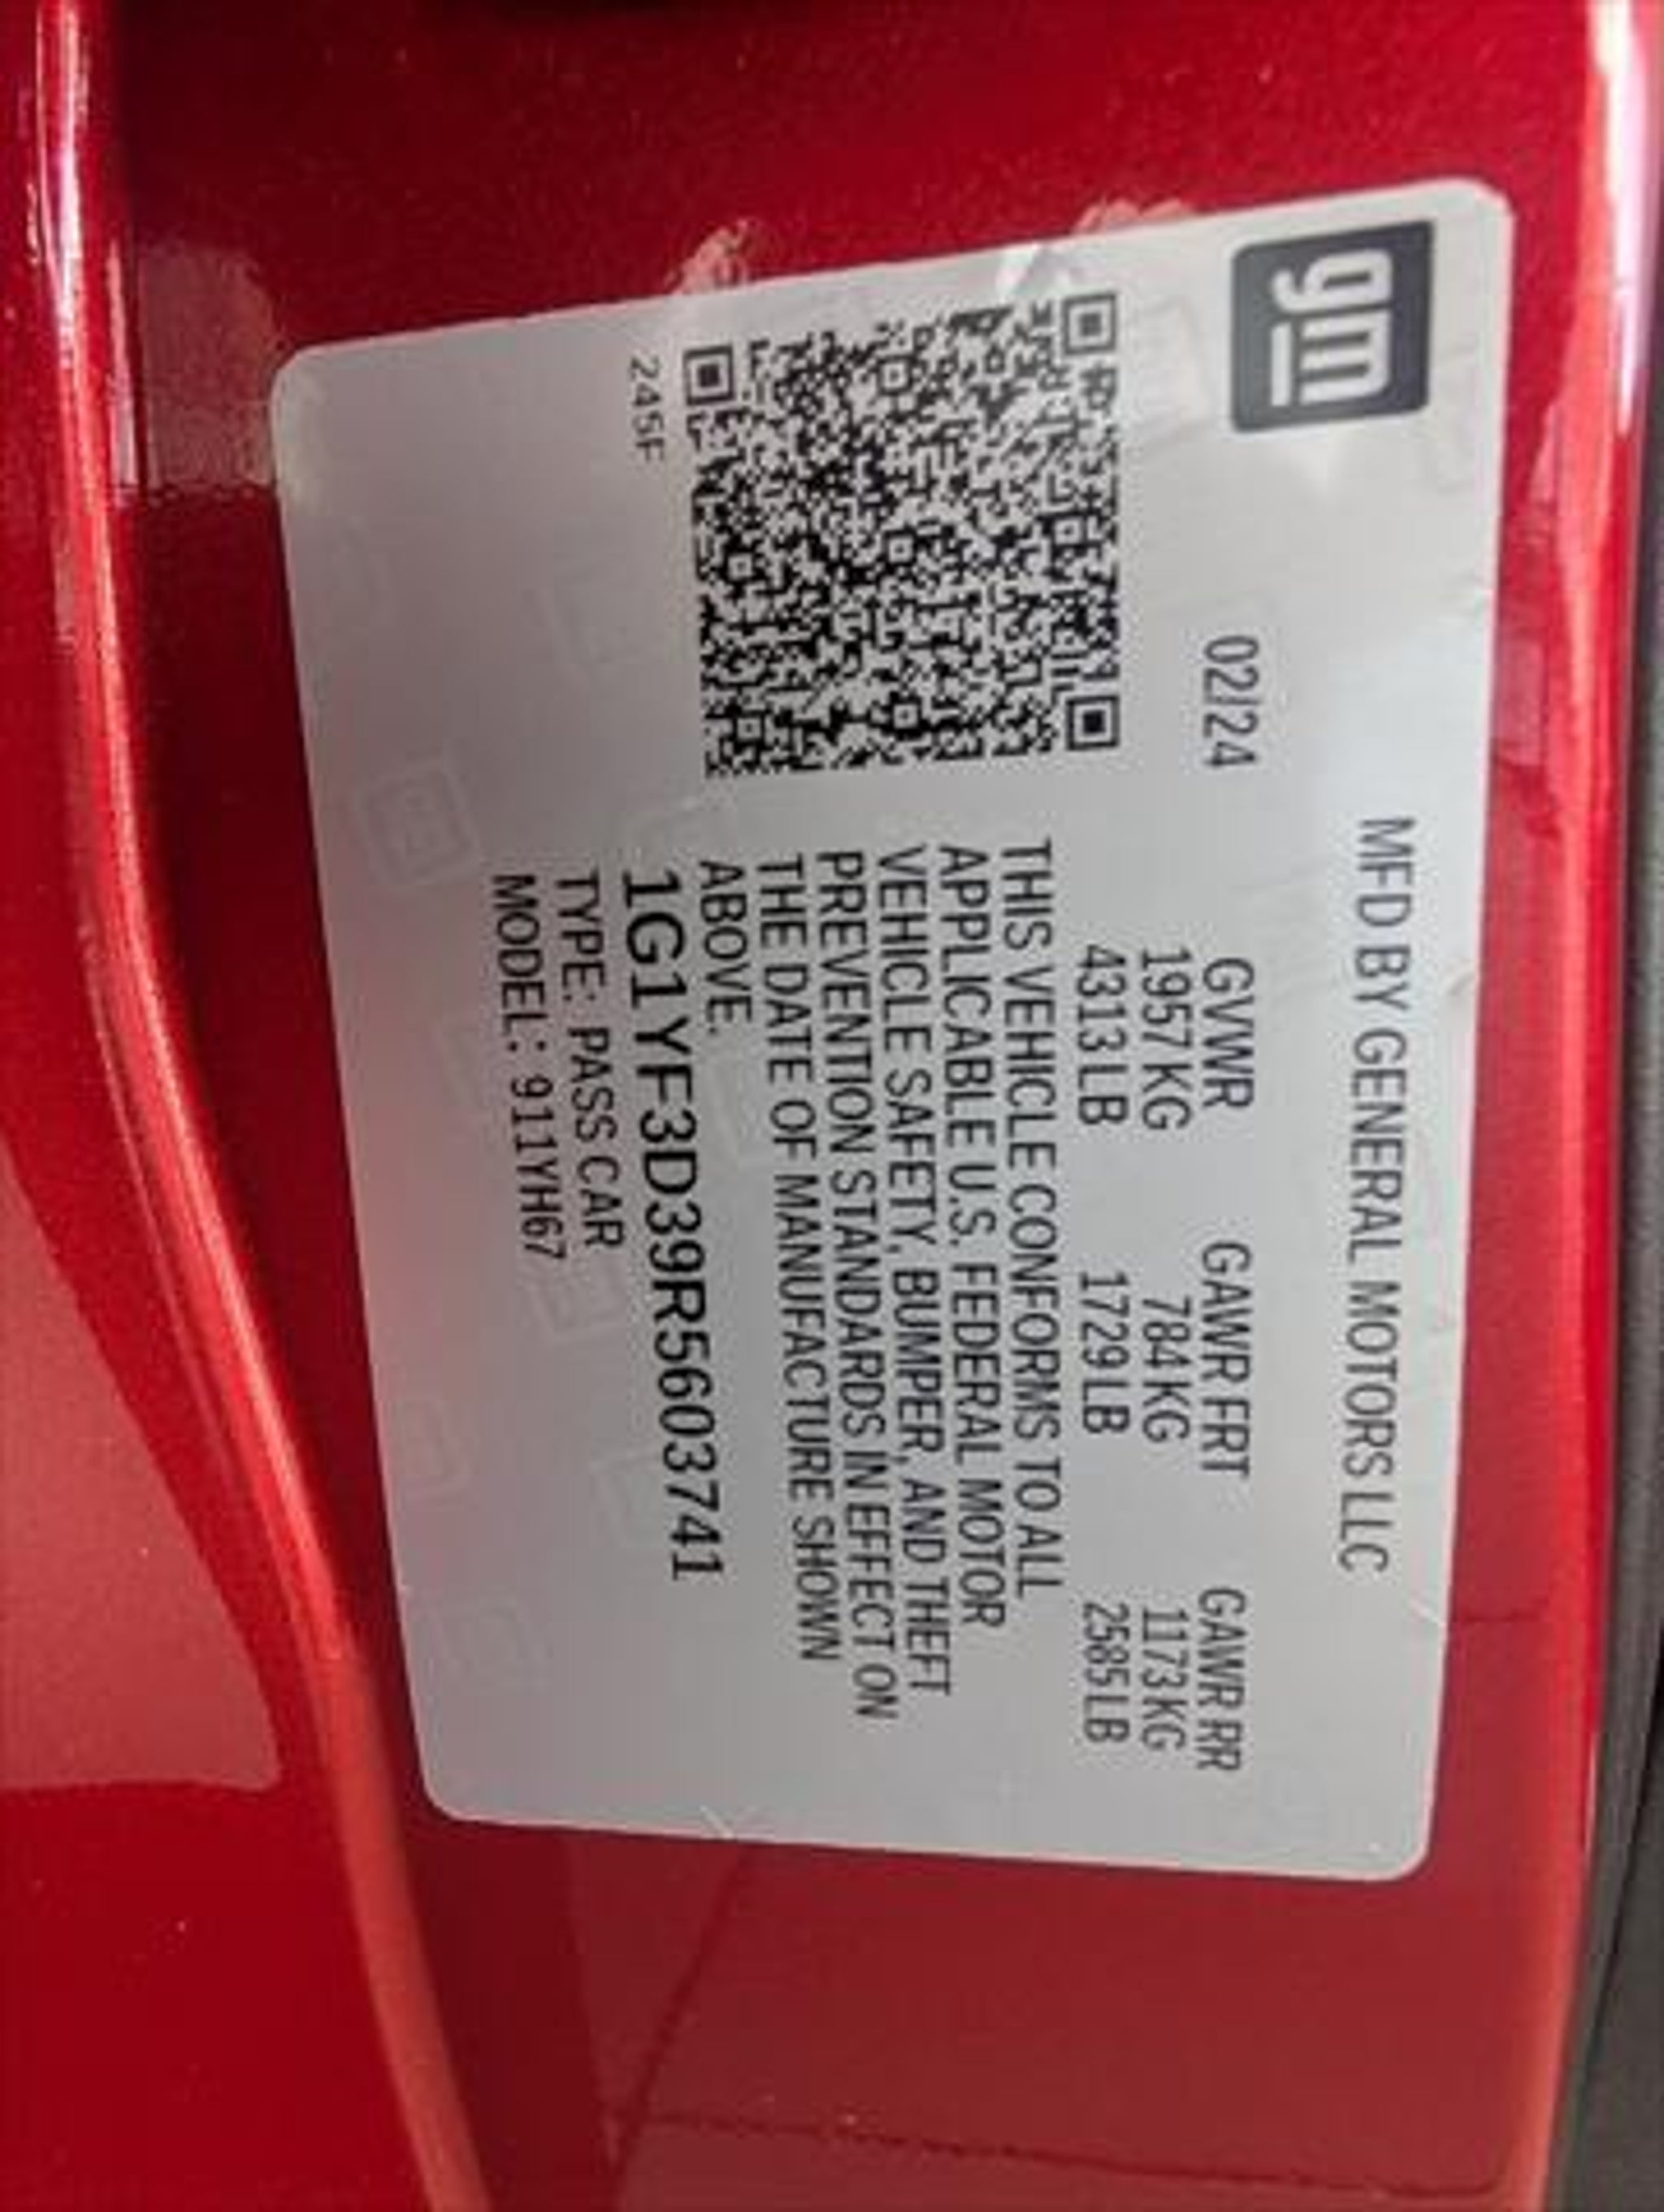 gm
MFD BY GENERAL MOTORS LLC
02/24 GVWR GAWR FRT GAWR RR
1957 KG 784 KG 1173 KG
4313 LB 1729 LB 2585 LB
THIS VEHICLE CONFORMS TO ALL
APPLICABLE U.S. FEDERAL MOTOR
VEHICLE SAFETY, BUMPER, AND THEFT
PREVENTION STANDARDS IN EFFECT ON
THE DATE OF MANUFACTURE SHOWN
ABOVE.
1G1YF3D39R5603741
TYPE: PASS CAR
MODEL: 911YH67
245F